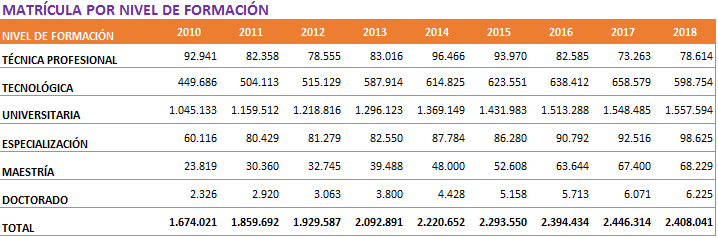 MATRÍCULA POR NIVEL DE FORMACIÓN
NIVEL DE FORMACIÓN 2010 2011 2012 2013 2014 2015 2016 2017 2018
TÉCNICA PROFESIONAL 92.941 82.358 78.555 83.016 96.466 93.970 82.585 73.263 78.614
TECNOLÓGICA 449.686 504.113 515.129 587.914 614.825 623.551 638.412 658.579 598.754
UNIVERSITARIA 1.045.133 1.159.512 1.218.816 1.296.123 1.369.149 1.431.983 1.513.288 1.548.485 1.557.594
ESPECIALIZACIÓN 60.116 80.429 81.279 82.550 87.784 86.280 90.792 92.516 98.625
MAESTRÍA 23.819 30.360 32.745 39.488 48.000 52.608 63.644 67.400 68.229
DOCTORADO 2.326 2.920 3.063 3.800 4.428 5.158 5.713 6.071 6.225
TOTAL 1.674.021 1.859.692 1.929.587 2.092.891 2.220.652 2.293.550 2.394.434 2.446.314 2.408.041